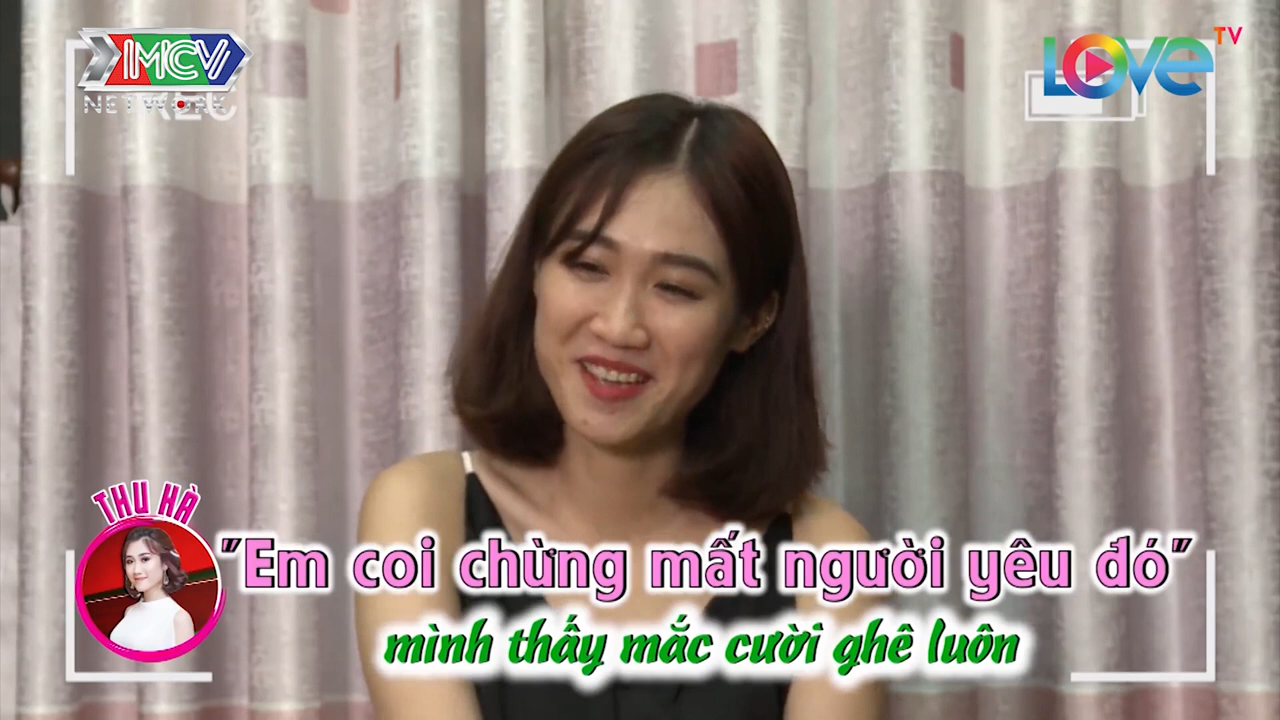 MCV
NETWORK
REC
LOVE TV
THU HÀ
"Em coi chừng mất người yêu đó"
mình thấy mắc cười ghê luôn